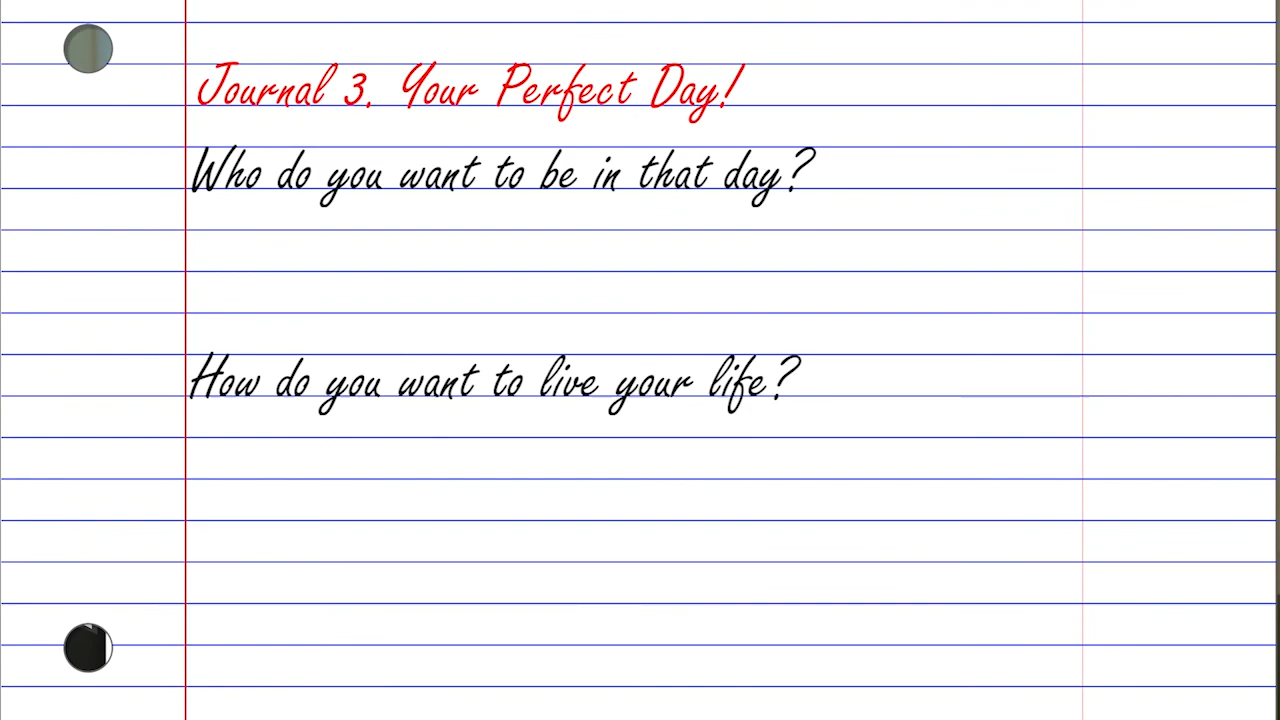 Journal 3. Your Perfect Day!
Who do you want to be in that day?
How do you want to live your life?